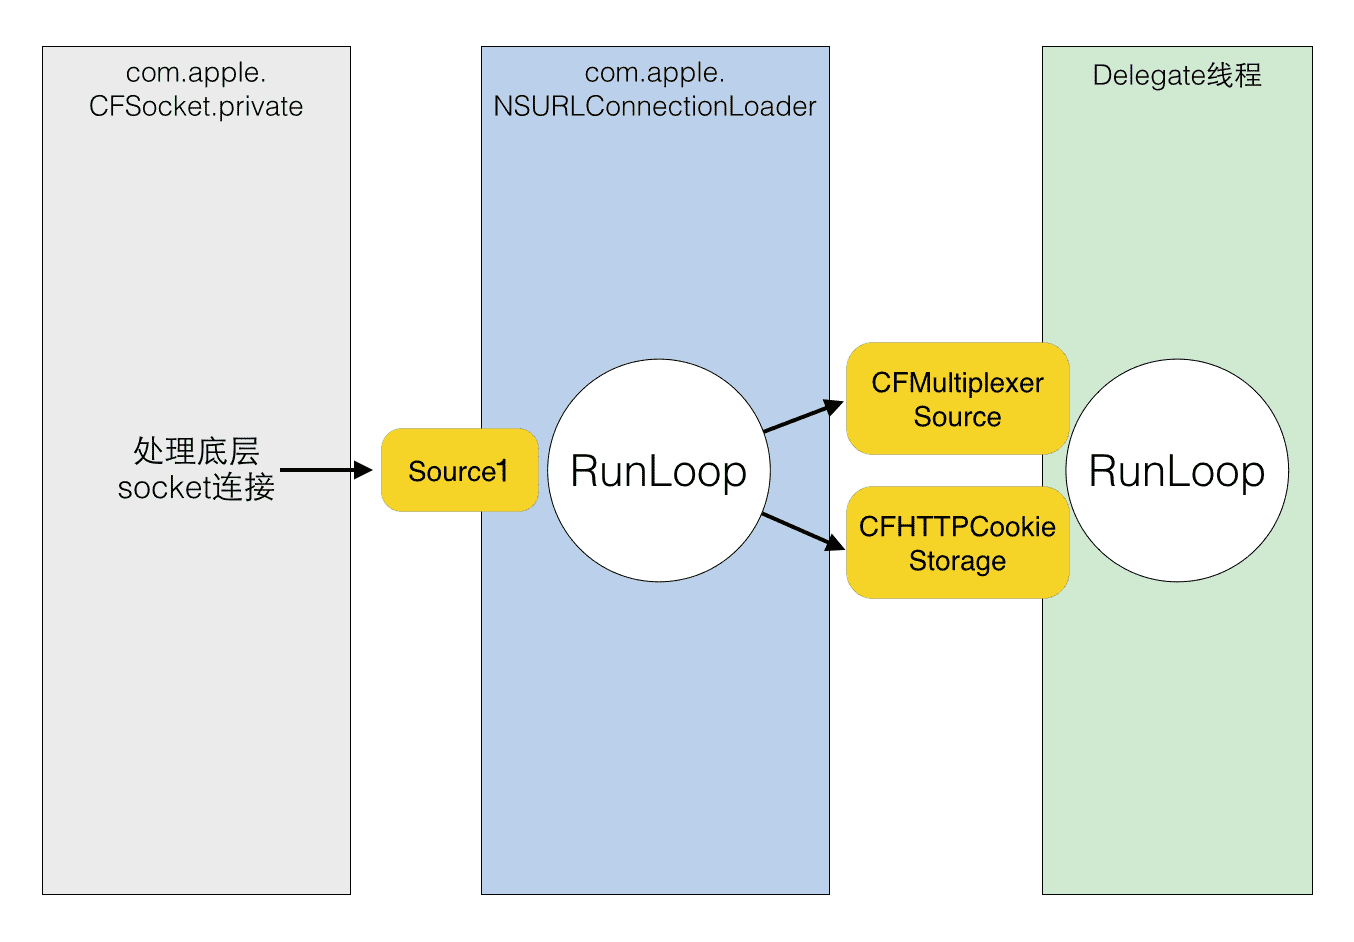 com.apple.
CFSocket.private
com.apple.
NSURLConnectionLoader
Delegate线程
处理底层
socket连接
Source1
RunLoop
CFMultiplexer
Source
CFHTTPCookie
Storage
RunLoop